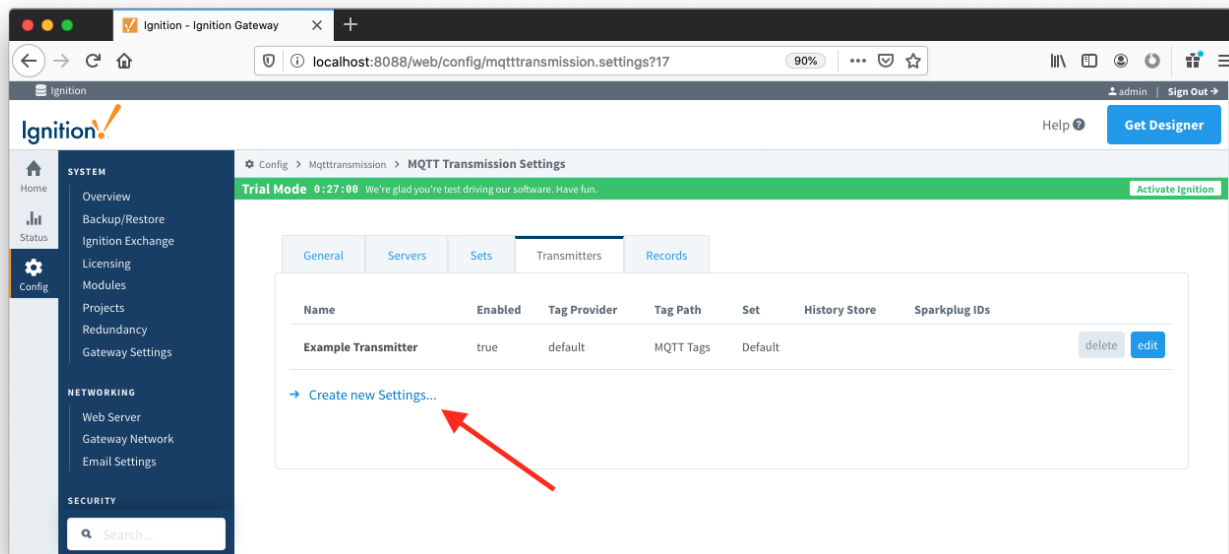 Ignition - Ignition Gateway
localhost:8088/web/config/mqtttransmission.settings?17
90%
Ignition
admin | Sign Out →
Ignition!
Help ?
Get Designer
Home
Status
Config
SYSTEM
Overview
Backup/Restore
Ignition Exchange
Licensing
Modules
Projects
Redundancy
Gateway Settings
NETWORKING
Web Server
Gateway Network
Email Settings
SECURITY
Search...
Config > Mqtttransmission > MQTT Transmission Settings
Trial Mode 0:27:00 We're glad you're test driving our software. Have fun.
Activate Ignition
General Servers Sets Transmitters Records
Name Enabled Tag Provider Tag Path Set History Store Sparkplug IDs
Example Transmitter true default MQTT Tags Default delete edit
→ Create new Settings...